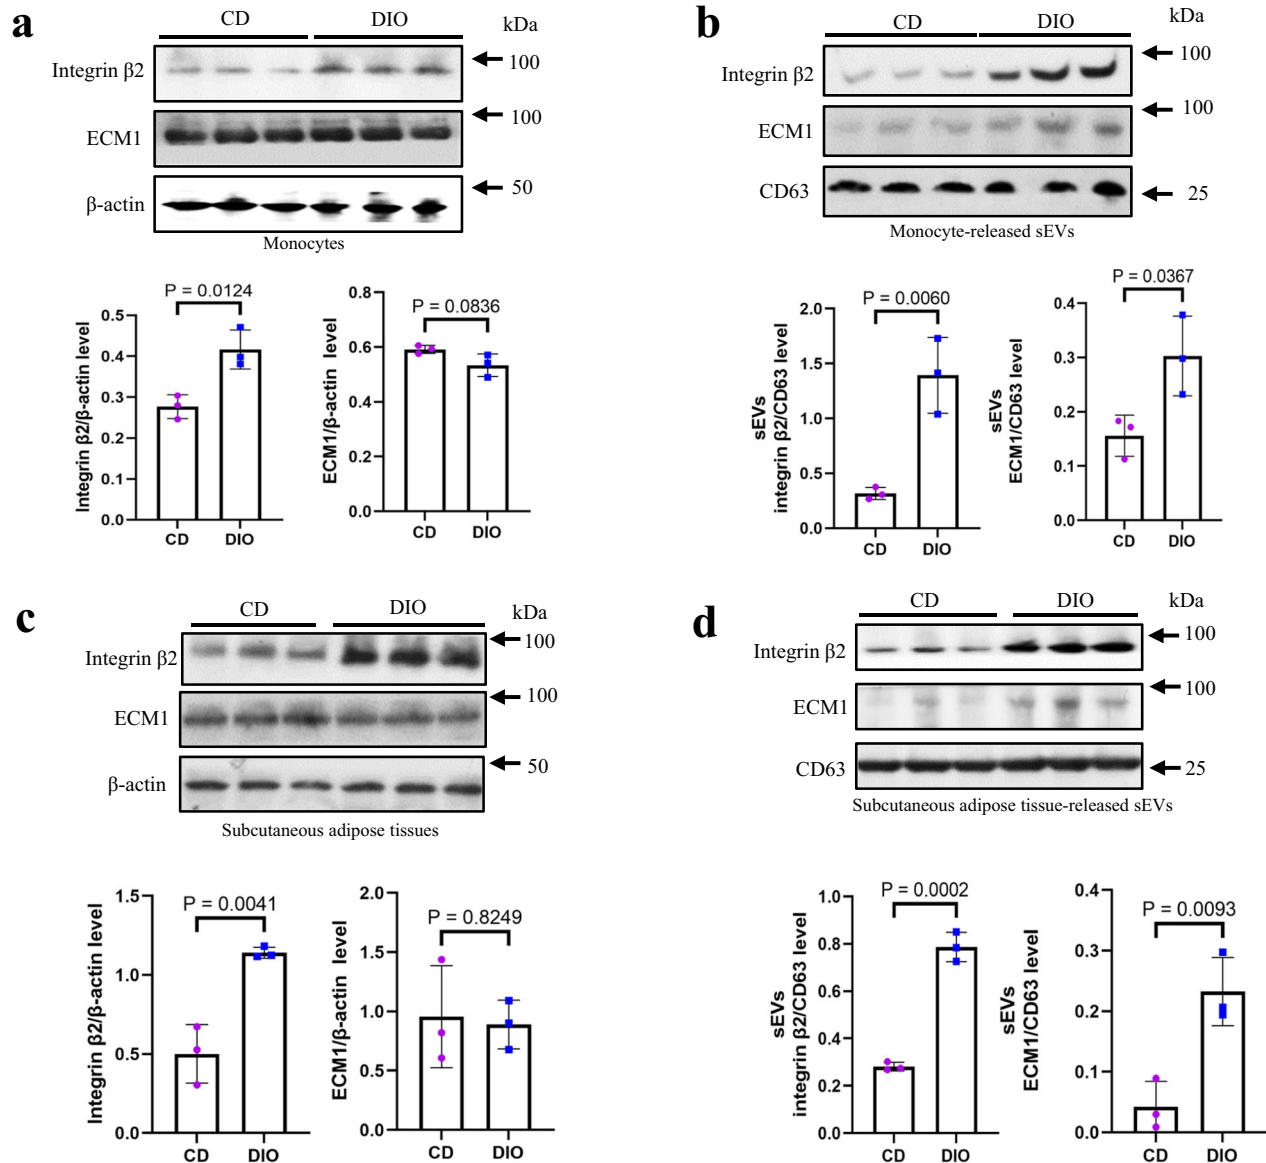 a
CD DIO kDa
Integrin β2 100
ECM1 100
β-actin 50
Monocytes
P = 0.0124
Integrin β2/β-actin level
0.5
0.4
0.3
0.2
0.1
0.0
CD DIO
P = 0.0836
ECM1/β-actin level
0.8
0.6
0.4
0.2
0.0
CD DIO
b
CD DIO kDa
Integrin β2 100
ECM1 100
CD63 25
Monocyte-released sEVs
P = 0.0060
sEVs
integrin β2/CD63 level
2.0
1.5
1.0
0.5
0.0
CD DIO
P = 0.0367
sEVs
ECM1/CD63 level
0.4
0.3
0.2
0.1
0.0
CD DIO
c
CD DIO kDa
Integrin β2 100
ECM1 100
β-actin 50
Subcutaneous adipose tissues
P = 0.0041
Integrin β2/β-actin level
1.5
1.0
0.5
0.0
CD DIO
P = 0.8249
ECM1/β-actin level
2.0
1.5
1.0
0.5
0.0
CD DIO
d
CD DIO kDa
Integrin β2 100
ECM1 100
CD63 25
Subcutaneous adipose tissue-released sEVs
P = 0.0002
sEVs
integrin β2/CD63 level
1.0
0.8
0.6
0.4
0.2
0.0
CD DIO
P = 0.0093
sEVs
ECM1/CD63 level
0.4
0.3
0.2
0.1
0.0
CD DIO